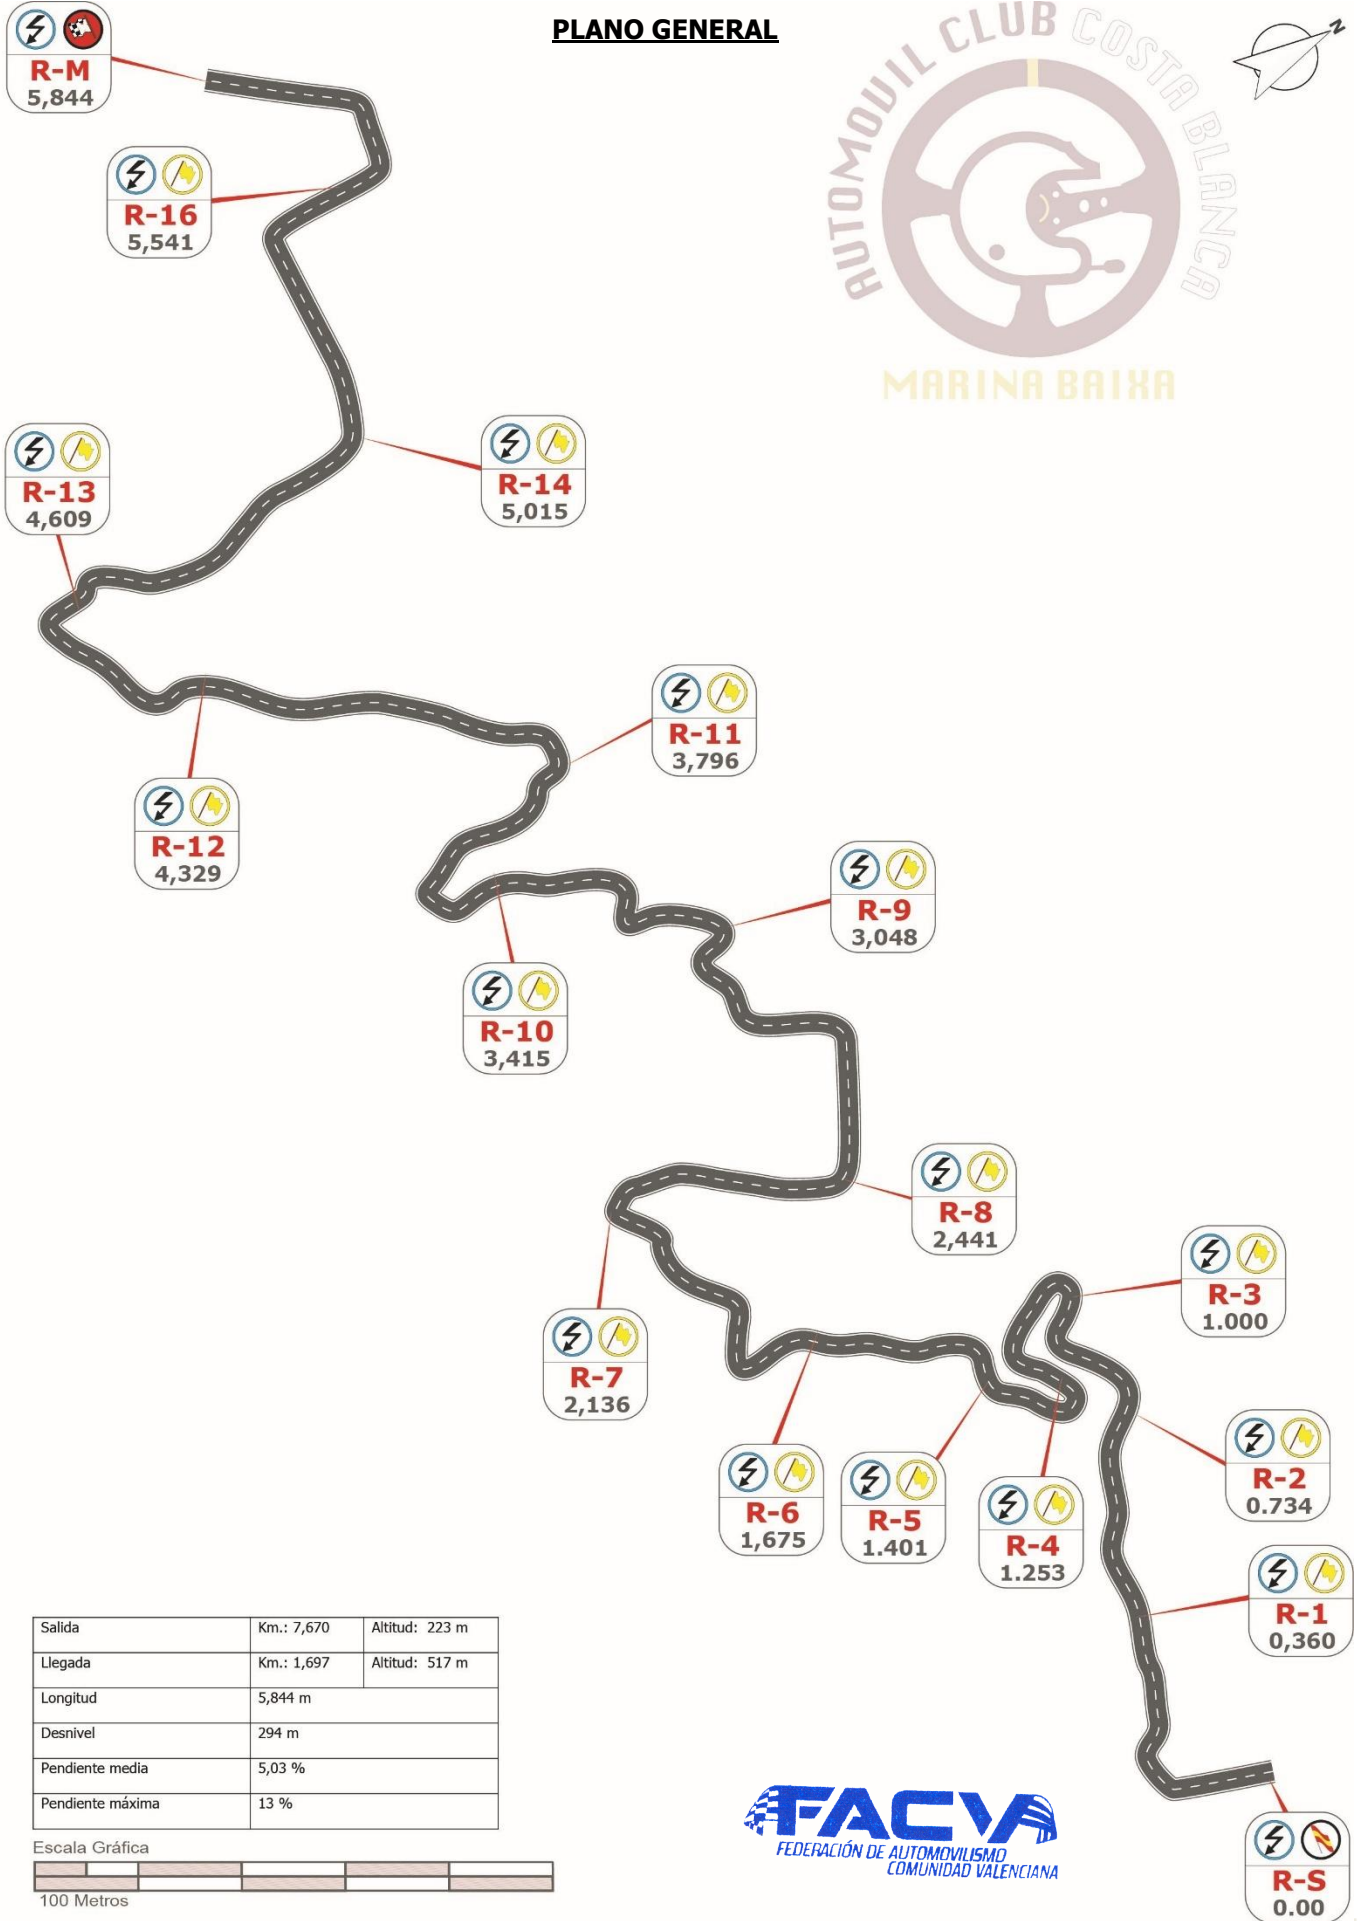 PLANO GENERAL
AUTOMOVIL CLUB COSTA BLANCA
MARINA BAIXA
N
R-M
5,844
R-16
5,541
R-14
5,015
R-13
4,609
R-11
3,796
R-12
4,329
R-9
3,048
R-10
3,415
R-8
2,441
R-3
1.000
R-7
2,136
R-2
0.734
R-6
1,675
R-5
1.401
R-4
1.253
R-1
0,360
R-S
0.00
Salida Km.: 7,670 Altitud: 223 m
Llegada Km.: 1,697 Altitud: 517 m
Longitud 5,844 m
Desnivel 294 m
Pendiente media 5,03 %
Pendiente máxima 13 %
Escala Gráfica
100 Metros
FACVA
FEDERACIÓN DE AUTOMOVILISMO
COMUNIDAD VALENCIANA